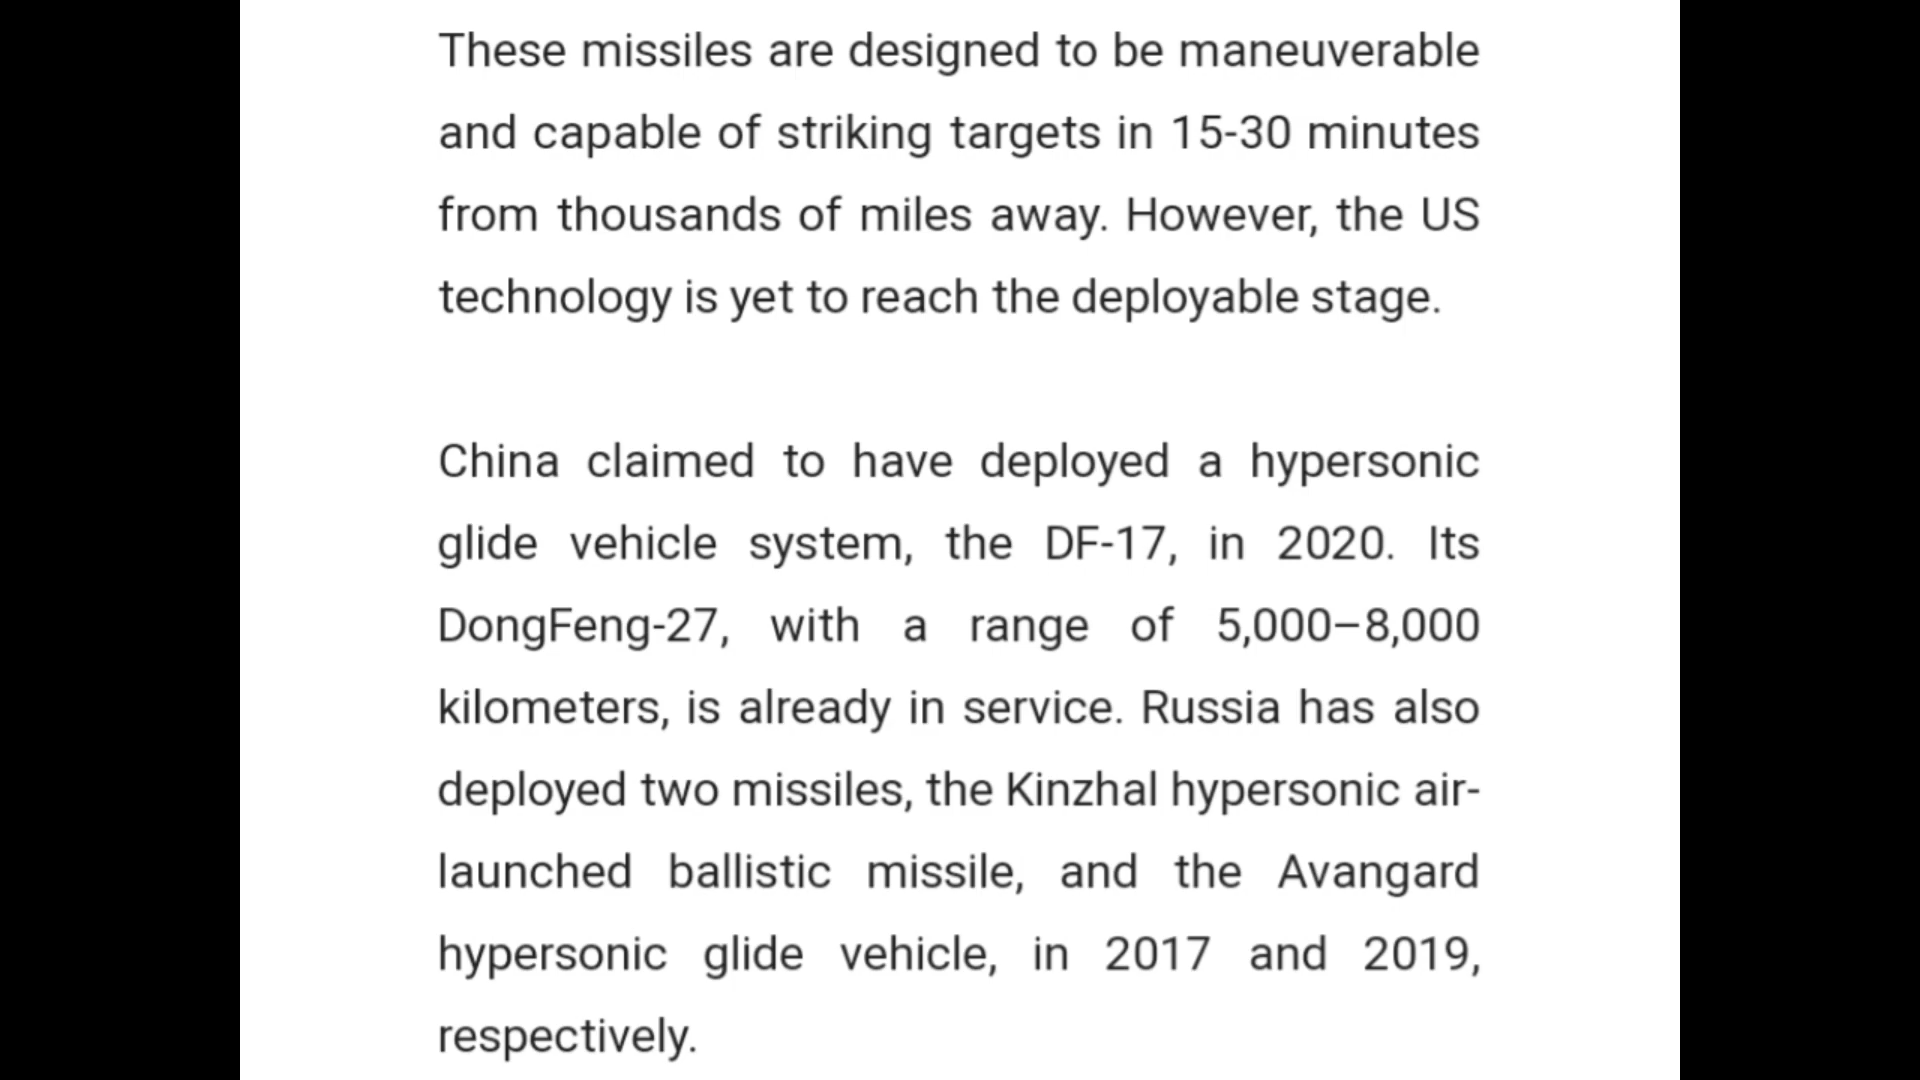 These missiles are designed to be maneuverable
and capable of striking targets in 15-30 minutes
from thousands of miles away. However, the US
technology is yet to reach the deployable stage.
China claimed to have deployed a hypersonic
glide vehicle system, the DF-17, in 2020. Its
DongFeng-27, with a range of 5,000–8,000
kilometers, is already in service. Russia has also
deployed two missiles, the Kinzhal hypersonic air-
launched ballistic missile, and the Avangard
hypersonic glide vehicle, in 2017 and 2019,
respectively.